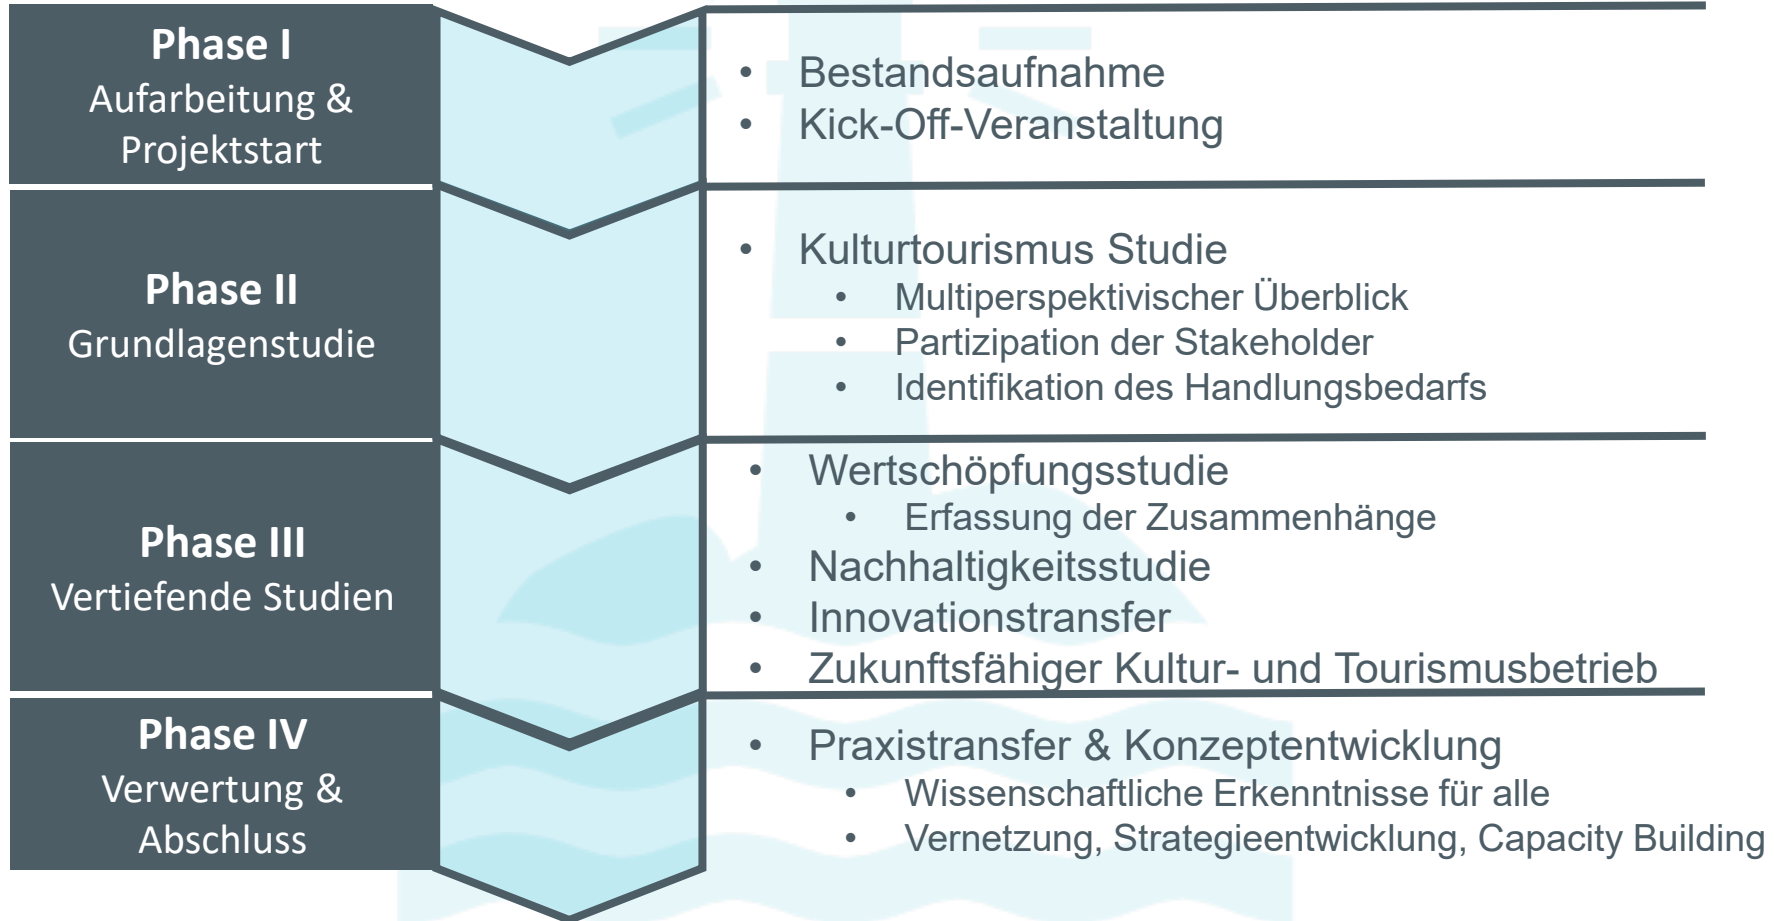 Phase I
Aufarbeitung &
Projektstart
• Bestandsaufnahme
• Kick-Off-Veranstaltung
Phase II
Grundlagenstudie
• Kulturtourismus Studie
• Multiperspektivischer Überblick
• Partizipation der Stakeholder
• Identifikation des Handlungsbedarfs
Phase III
Vertiefende Studien
• Wertschöpfungsstudie
• Erfassung der Zusammenhänge
• Nachhaltigkeitsstudie
• Innovationstransfer
• Zukunftsfähiger Kultur- und Tourismusbetrieb
Phase IV
Verwertung &
Abschluss
• Praxistransfer & Konzeptentwicklung
• Wissenschaftliche Erkenntnisse für alle
• Vernetzung, Strategieentwicklung, Capacity Building